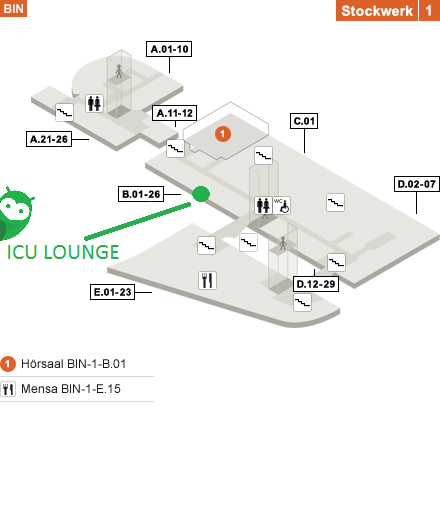 BIN
Stockwerk 1
A.01-10
A.11-12
C.01
A.21-26
1
D.02-07
B.01-26
WC
ICU LOUNGE
D.12-29
E.01-23
1 Hörsaal BIN-1-B.01
Mensa BIN-1-E.15